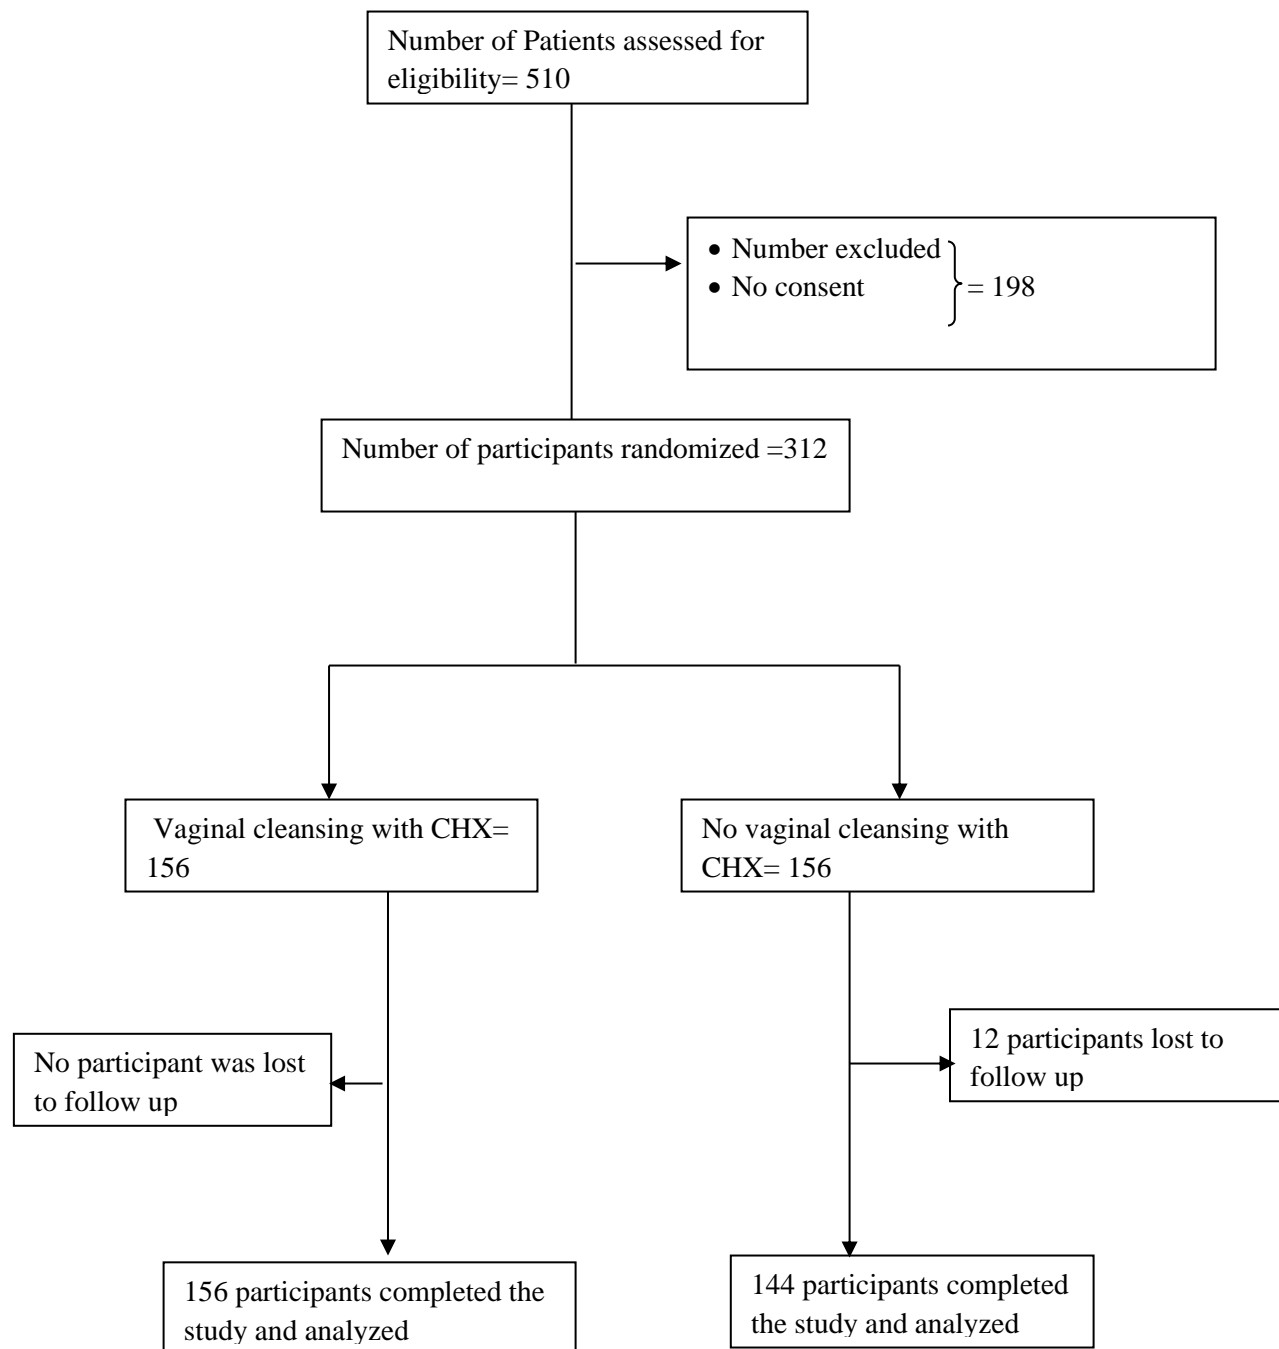 Number of Patients assessed for
eligibility= 510
• Number excluded
• No consent
= 198
Number of participants randomized =312
Vaginal cleansing with CHX=
156
No vaginal cleansing with
CHX= 156
No participant was lost
to follow up
12 participants lost to
follow up
156 participants completed the
study and analyzed
144 participants completed
the study and analyzed